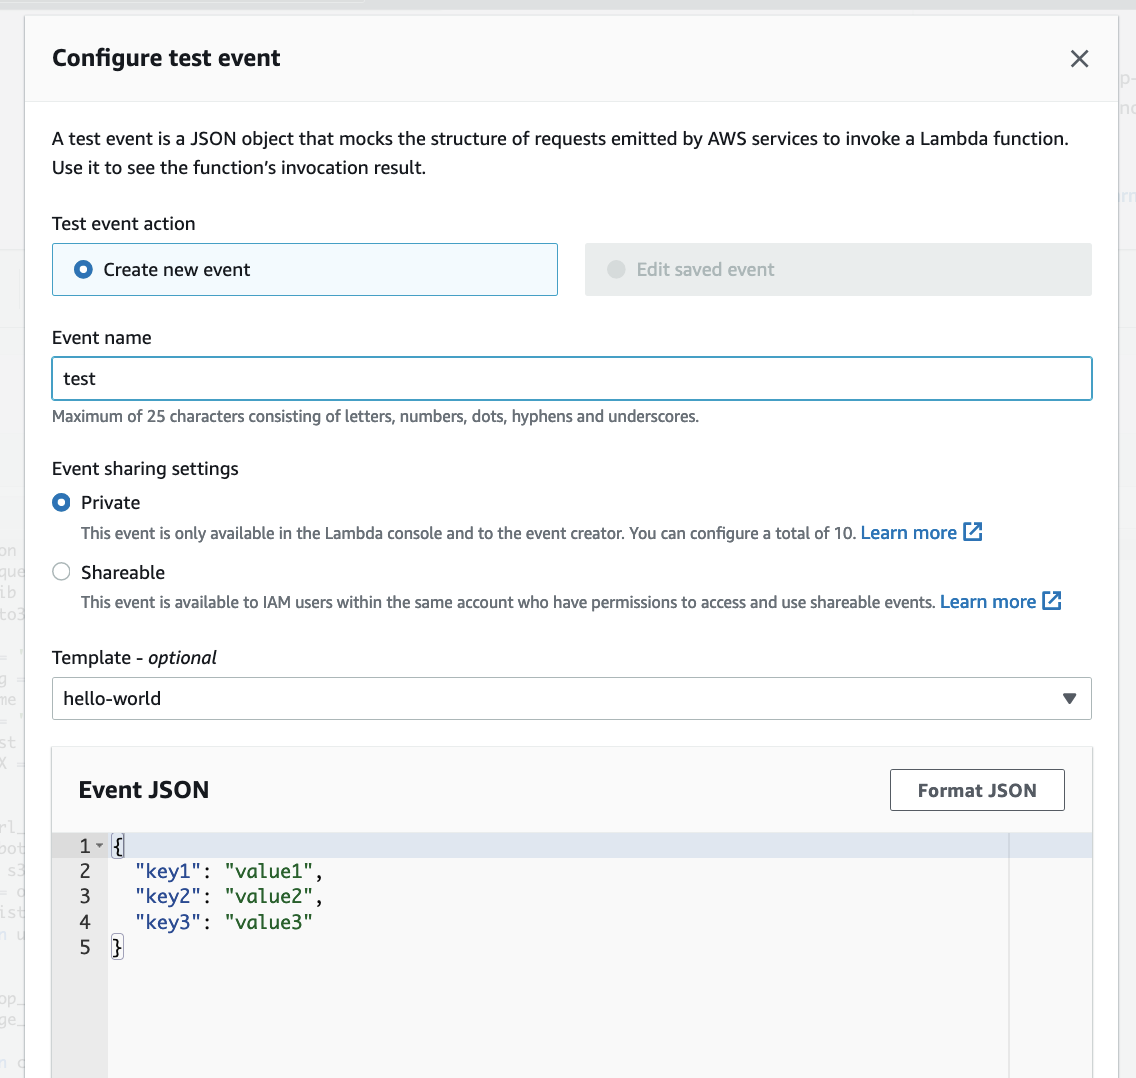 Configure test event
A test event is a JSON object that mocks the structure of requests emitted by AWS services to invoke a Lambda function.
Use it to see the function’s invocation result.
Test event action
Create new event
Edit saved event
Event name
test
Maximum of 25 characters consisting of letters, numbers, dots, hyphens and underscores.
Event sharing settings
Private
This event is only available in the Lambda console and to the event creator. You can configure a total of 10. Learn more
Shareable
This event is available to IAM users within the same account who have permissions to access and use shareable events. Learn more
Template - optional
hello-world
Event JSON
Format JSON
1 {
2 "key1": "value1",
3 "key2": "value2",
4 "key3": "value3"
5 }